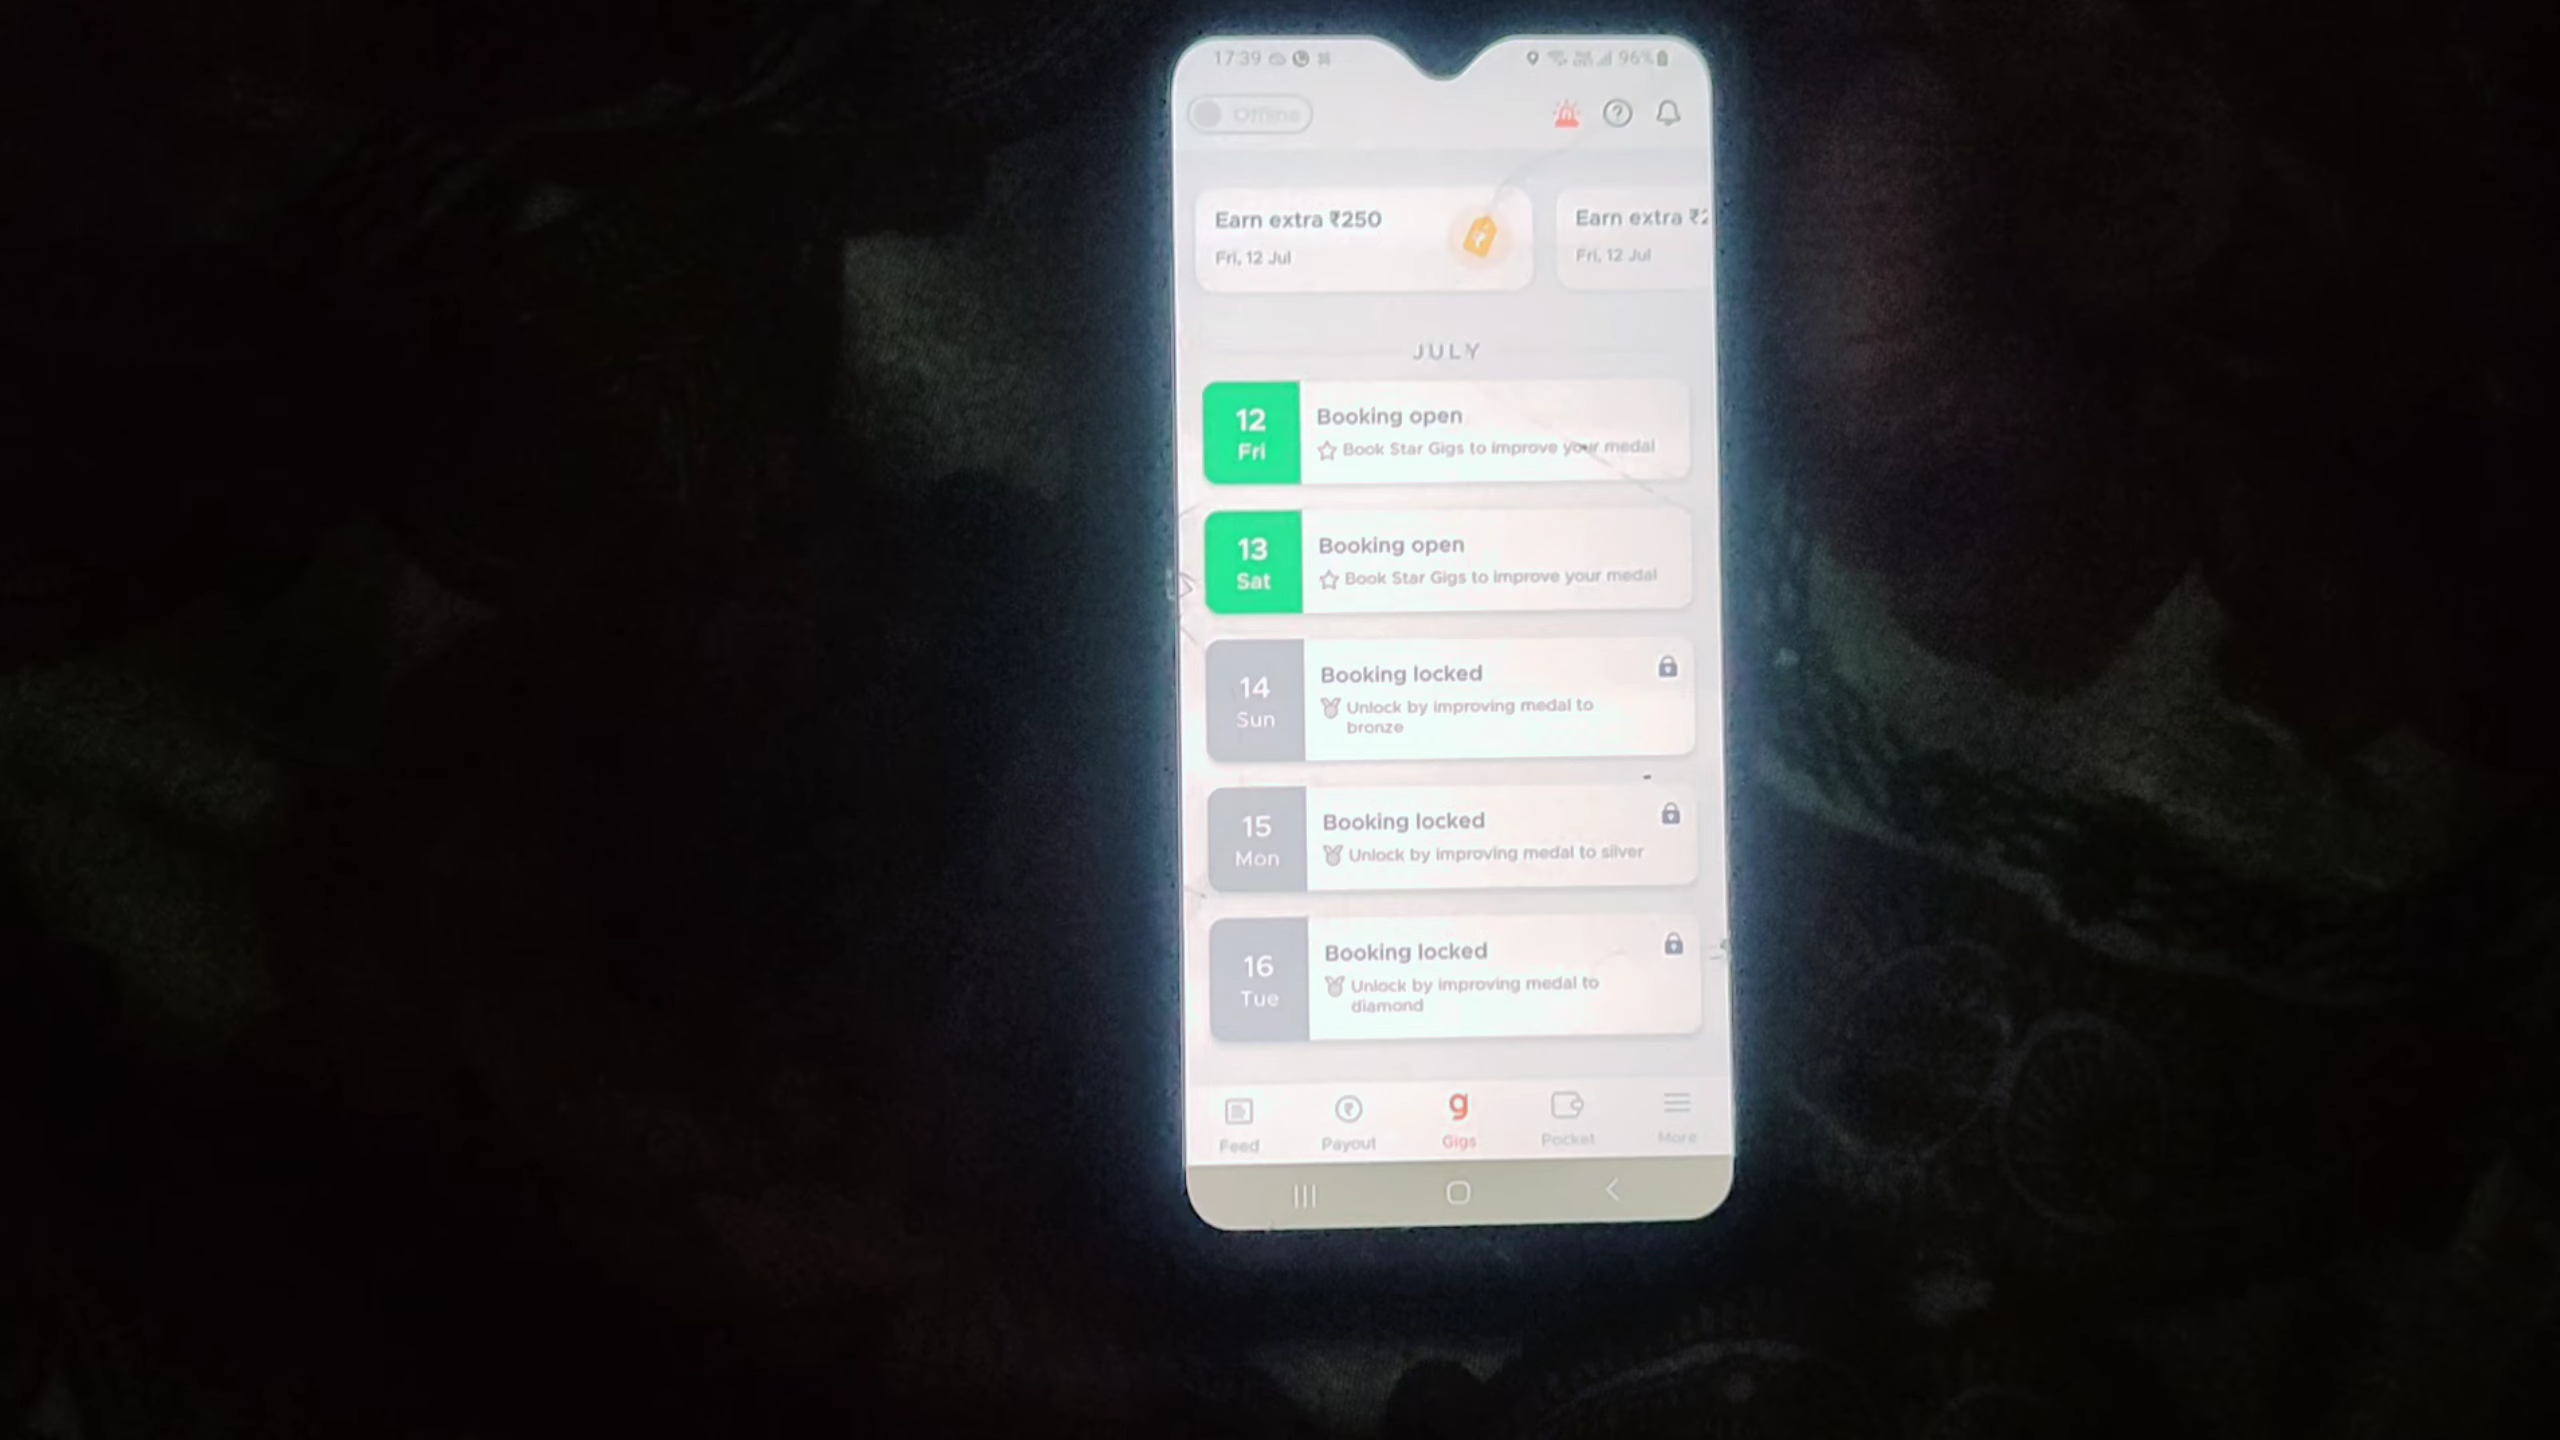 17:39
96%
Offline
Earn extra ₹250
Fri, 12 Jul
Earn extra ₹2
Fri, 12 Jul
JULY
12
Fri
Booking open
Book Star Gigs to improve your medal
13
Sat
Booking open
Book Star Gigs to improve your medal
14
Sun
Booking locked
Unlock by improving medal to
bronze
15
Mon
Booking locked
Unlock by improving medal to silver
16
Tue
Booking locked
Unlock by improving medal to
diamond
Feed
Payout
g
Gigs
Pocket
More